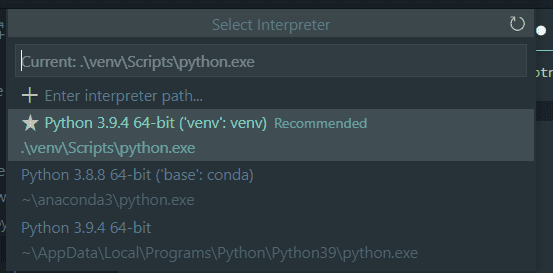 Select Interpreter
Current: .\venv\Scripts\python.exe
Enter interpreter path...
Python 3.9.4 64-bit ('venv': venv) Recommended
.\venv\Scripts\python.exe
Python 3.8.8 64-bit ('base': conda)
~\anaconda3\python.exe
Python 3.9.4 64-bit
~\AppData\Local\Programs\Python\Python39\python.exe